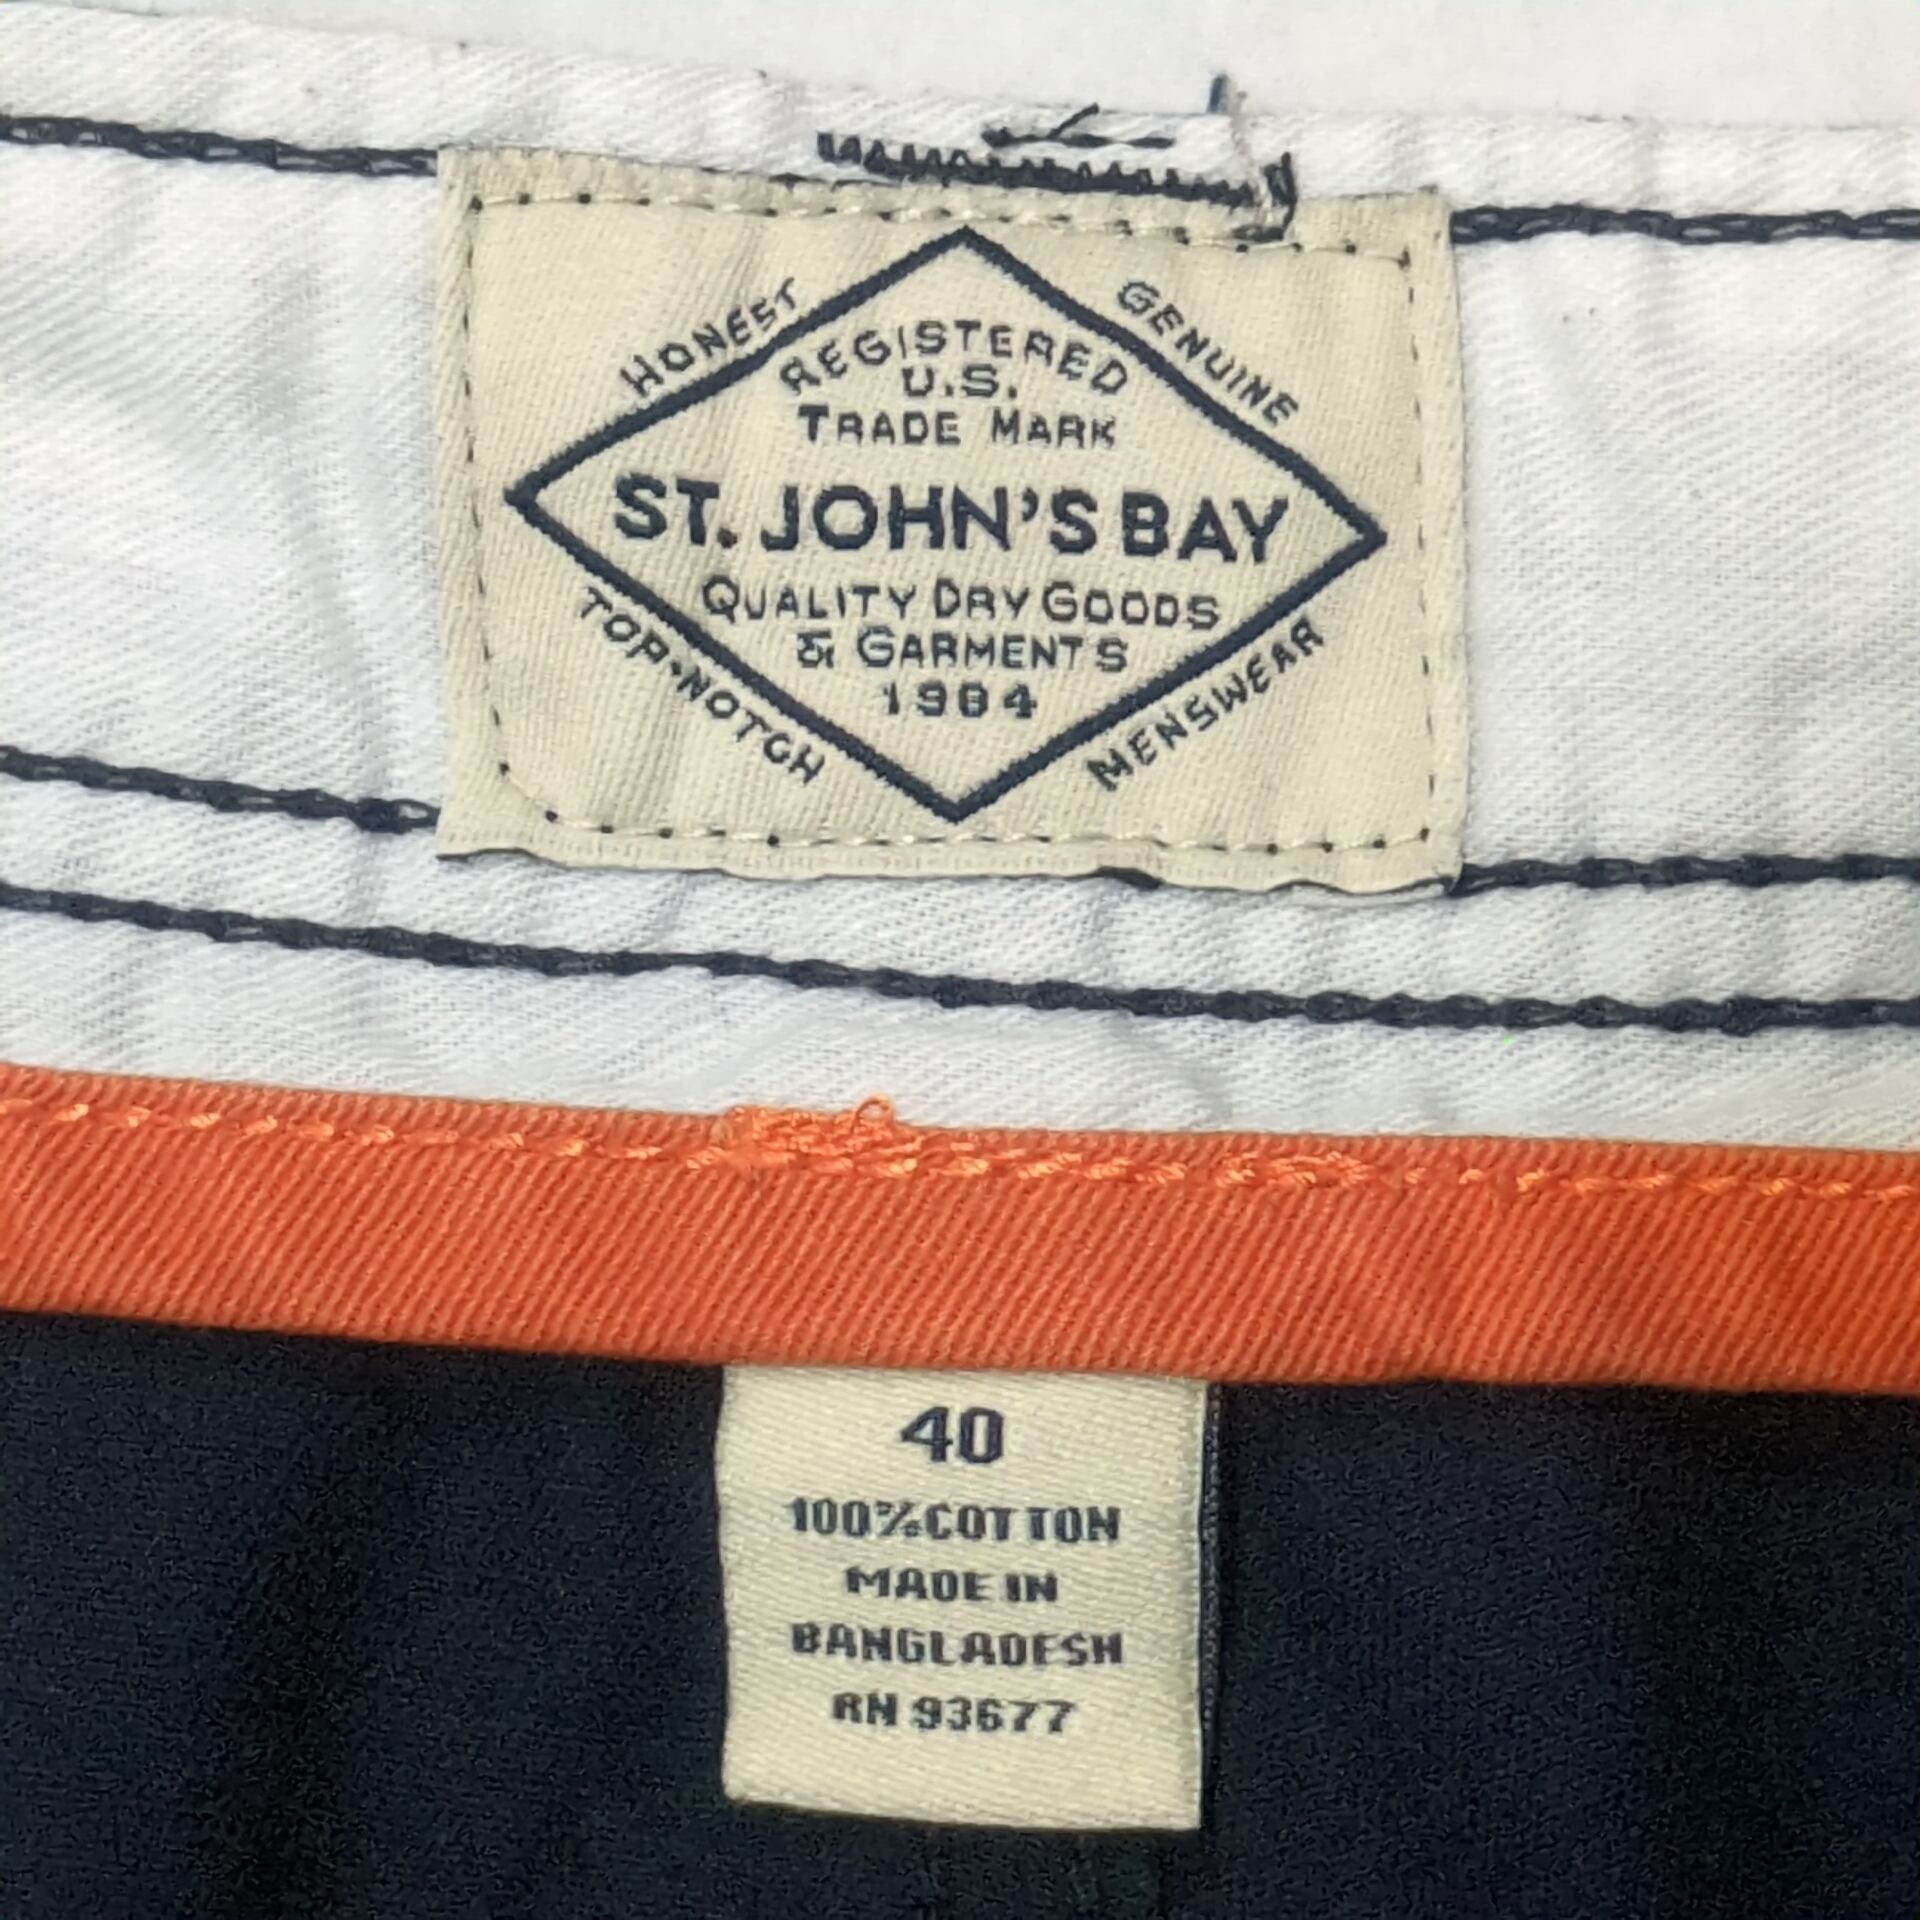 HONEST
GENUINE
REGISTERED
U.S.
TRADE MARK
ST. JOHN'S BAY
QUALITY DRY GOODS
& GARMENTS
1984
TOP-NOTCH
MENSWEAR
40
100%COTTON
MADE IN
BANGLADESH
RN 93677